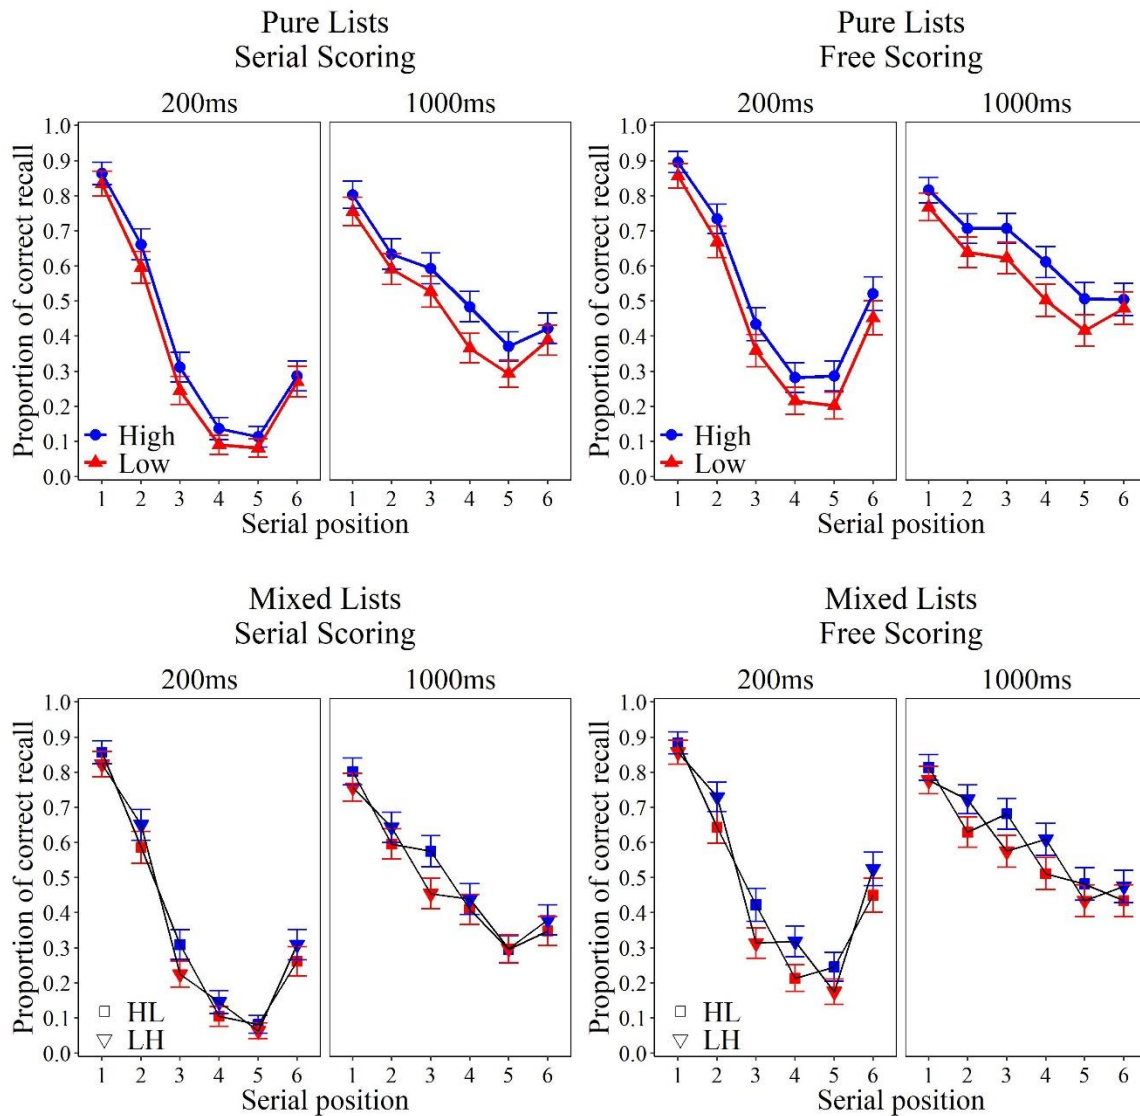 Pure Lists
Serial Scoring
200ms
1000ms
Proportion of correct recall
1.0
0.9
0.8
0.7
0.6
0.5
0.4
0.3
0.2
0.1
0.0
High
Low
1 2 3 4 5 6
1 2 3 4 5 6
Serial position
Pure Lists
Free Scoring
200ms
1000ms
Proportion of correct recall
1.0
0.9
0.8
0.7
0.6
0.5
0.4
0.3
0.2
0.1
0.0
High
Low
1 2 3 4 5 6
1 2 3 4 5 6
Serial position
Mixed Lists
Serial Scoring
200ms
1000ms
Proportion of correct recall
1.0
0.9
0.8
0.7
0.6
0.5
0.4
0.3
0.2
0.1
0.0
HL
LH
1 2 3 4 5 6
1 2 3 4 5 6
Serial position
Mixed Lists
Free Scoring
200ms
1000ms
Proportion of correct recall
1.0
0.9
0.8
0.7
0.6
0.5
0.4
0.3
0.2
0.1
0.0
HL
LH
1 2 3 4 5 6
1 2 3 4 5 6
Serial position